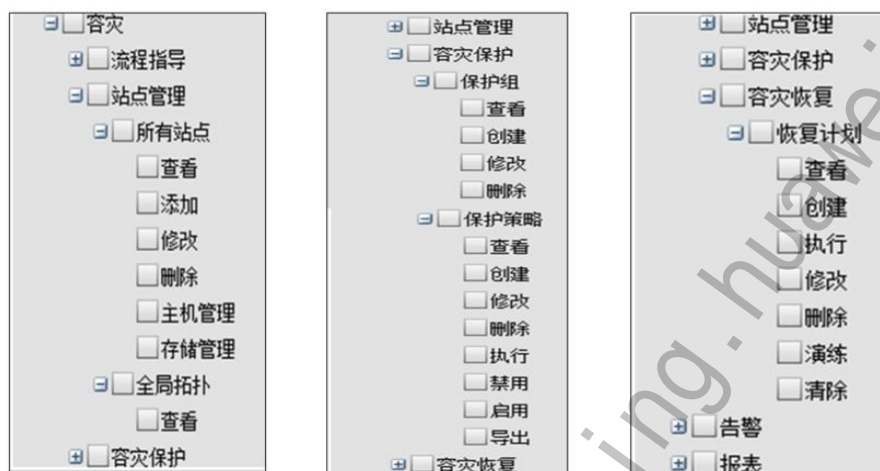 容灾
流程指导
站点管理
所有站点
查看
添加
修改
删除
主机管理
存储管理
全局拓扑
查看
容灾保护
站点管理
容灾保护
保护组
查看
创建
修改
删除
保护策略
查看
创建
修改
删除
执行
禁用
启用
导出
容灾恢复
站点管理
容灾保护
容灾恢复
恢复计划
查看
创建
执行
修改
删除
演练
清除
告警
报表
ing.huawei.